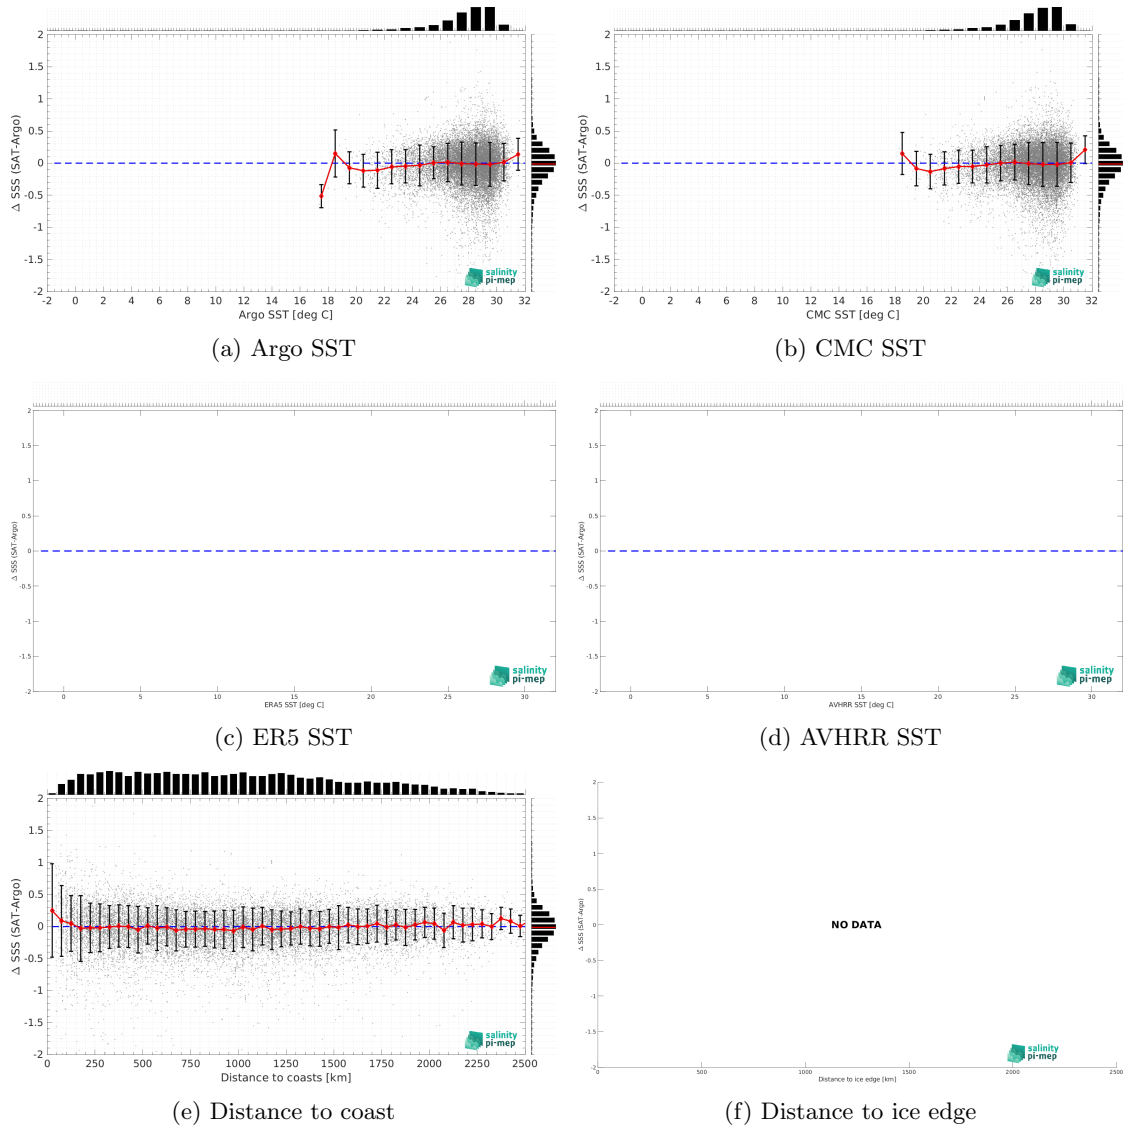 2
1.5
1
0.5
0
-0.5
-1
-1.5
-2
Δ SSS (SAT-Argo)
-2 0 2 4 6 8 10 12 14 16 18 20 22 24 26 28 30 32
Argo SST [deg C]
salinity
pi-mep
(a) Argo SST
2
1.5
1
0.5
0
-0.5
-1
-1.5
-2
Δ SSS (SAT-Argo)
-2 0 2 4 6 8 10 12 14 16 18 20 22 24 26 28 30 32
CMC SST [deg C]
salinity
pi-mep
(b) CMC SST
2
1.5
1
0.5
0
-0.5
-1
-1.5
-2
Δ SSS (SAT-Argo)
0 5 10 15 20 25 30
ERA5 SST [deg C]
salinity
pi-mep
(c) ER5 SST
2
1.5
1
0.5
0
-0.5
-1
-1.5
-2
Δ SSS (SAT-Argo)
0 5 10 15 20 25 30
AVHRR SST [deg C]
salinity
pi-mep
(d) AVHRR SST
2
1.5
1
0.5
0
-0.5
-1
-1.5
-2
Δ SSS (SAT-Argo)
0 250 500 750 1000 1250 1500 1750 2000 2250 2500
Distance to coasts [km]
salinity
pi-mep
(e) Distance to coast
2
1.5
1
0.5
0
-0.5
-1
-1.5
-2
Δ SSS (SAT-Argo)
NO DATA
0 500 1000 1500 2000 2500
Distance to ice edge [km]
salinity
pi-mep
(f) Distance to ice edge